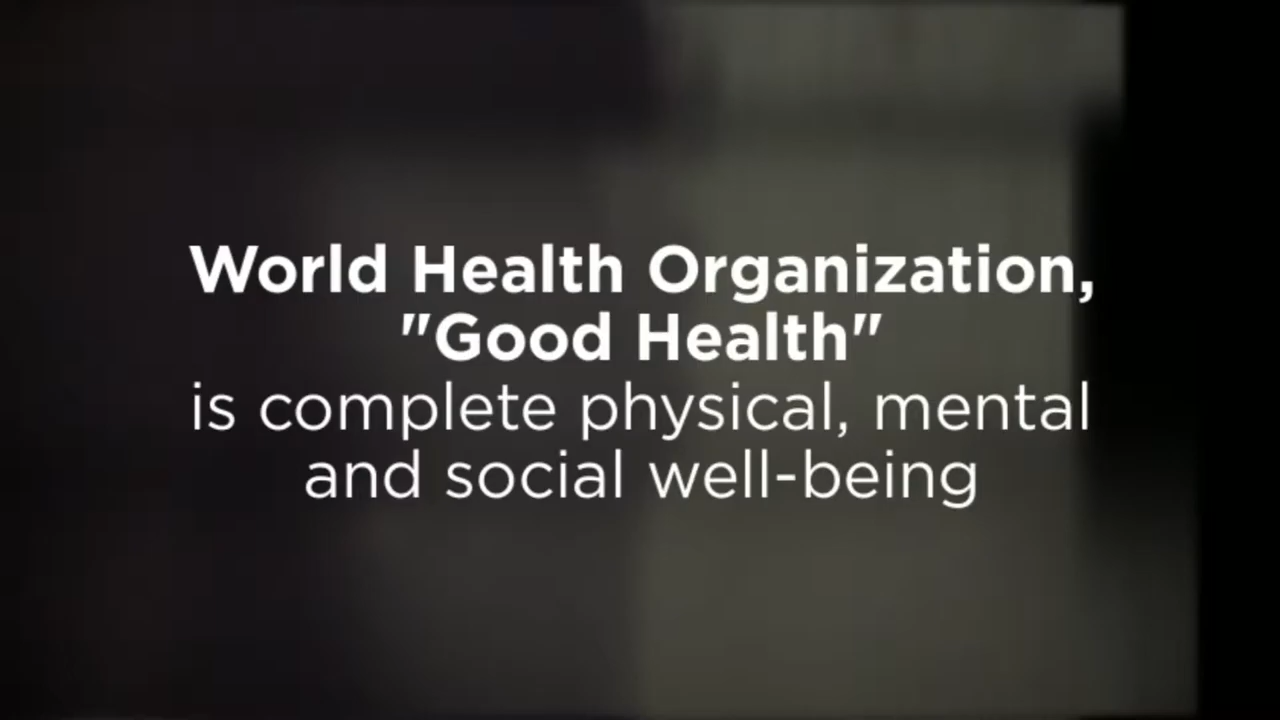 World Health Organization,
"Good Health"
is complete physical, mental
and social well-being